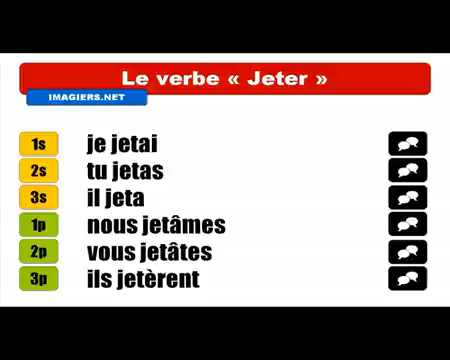 Le verbe « Jeter »
IMAGIERS.NET
1s je jetai
2s tu jetas
3s il jeta
1p nous jetâmes
2p vous jetâtes
3p ils jetèrent